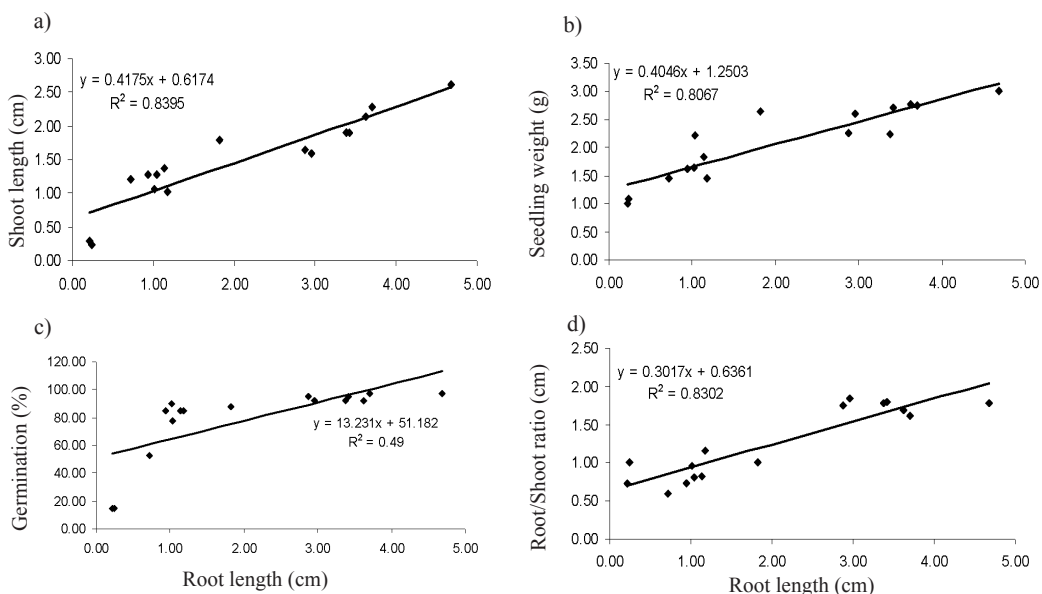 a)
3.00
2.50
2.00
1.50
1.00
0.50
0.00
Shoot length (cm)
y = 0.4175x + 0.6174
R² = 0.8395
0.00 1.00 2.00 3.00 4.00 5.00
b)
3.50
3.00
2.50
2.00
1.50
1.00
0.50
0.00
Seedling weight (g)
y = 0.4046x + 1.2503
R² = 0.8067
0.00 1.00 2.00 3.00 4.00 5.00
c)
120.00
100.00
80.00
60.00
40.00
20.00
0.00
Germination (%)
y = 13.231x + 51.182
R² = 0.49
0.00 1.00 2.00 3.00 4.00 5.00
Root length (cm)
d)
2.50
2.00
1.50
1.00
0.50
0.00
Root/Shoot ratio (cm)
y = 0.3017x + 0.6361
R² = 0.8302
0.00 1.00 2.00 3.00 4.00 5.00
Root length (cm)